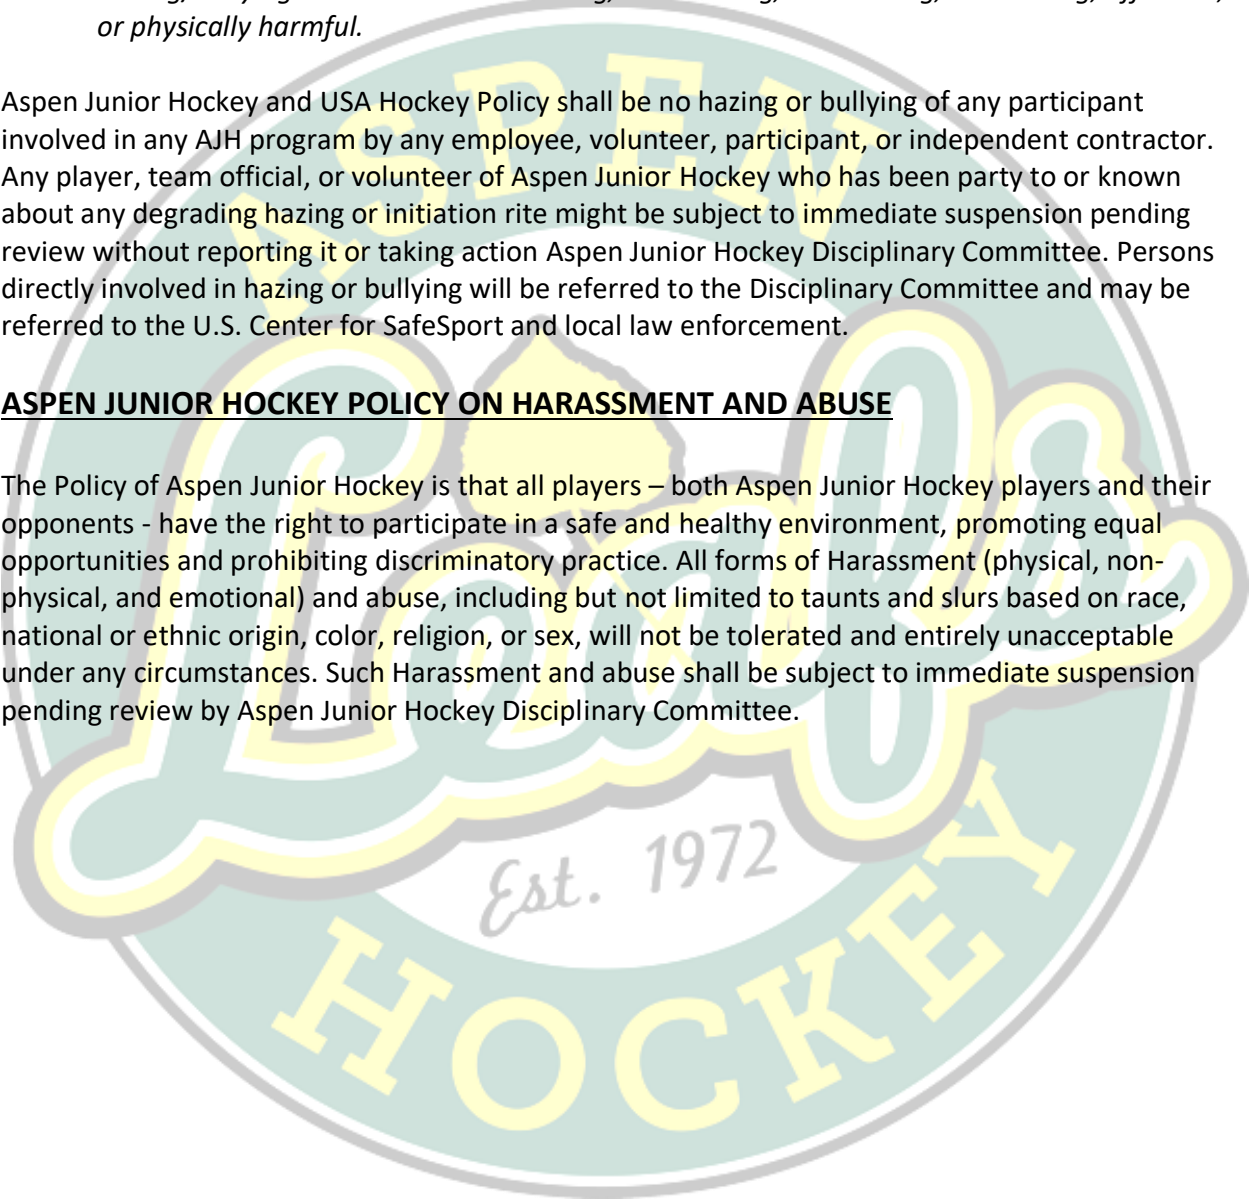 or physically harmful.
Aspen Junior Hockey and USA Hockey Policy shall be no hazing or bullying of any participant
involved in any AJH program by any employee, volunteer, participant, or independent contractor.
Any player, team official, or volunteer of Aspen Junior Hockey who has been party to or known
about any degrading hazing or initiation rite might be subject to immediate suspension pending
review without reporting it or taking action Aspen Junior Hockey Disciplinary Committee. Persons
directly involved in hazing or bullying will be referred to the Disciplinary Committee and may be
referred to the U.S. Center for SafeSport and local law enforcement.
ASPEN JUNIOR HOCKEY POLICY ON HARASSMENT AND ABUSE
The Policy of Aspen Junior Hockey is that all players – both Aspen Junior Hockey players and their
opponents - have the right to participate in a safe and healthy environment, promoting equal
opportunities and prohibiting discriminatory practice. All forms of Harassment (physical, non-
physical, and emotional) and abuse, including but not limited to taunts and slurs based on race,
national or ethnic origin, color, religion, or sex, will not be tolerated and entirely unacceptable
under any circumstances. Such Harassment and abuse shall be subject to immediate suspension
pending review by Aspen Junior Hockey Disciplinary Committee.
ASPEN
Leafs
Est. 1972
HOCKEY